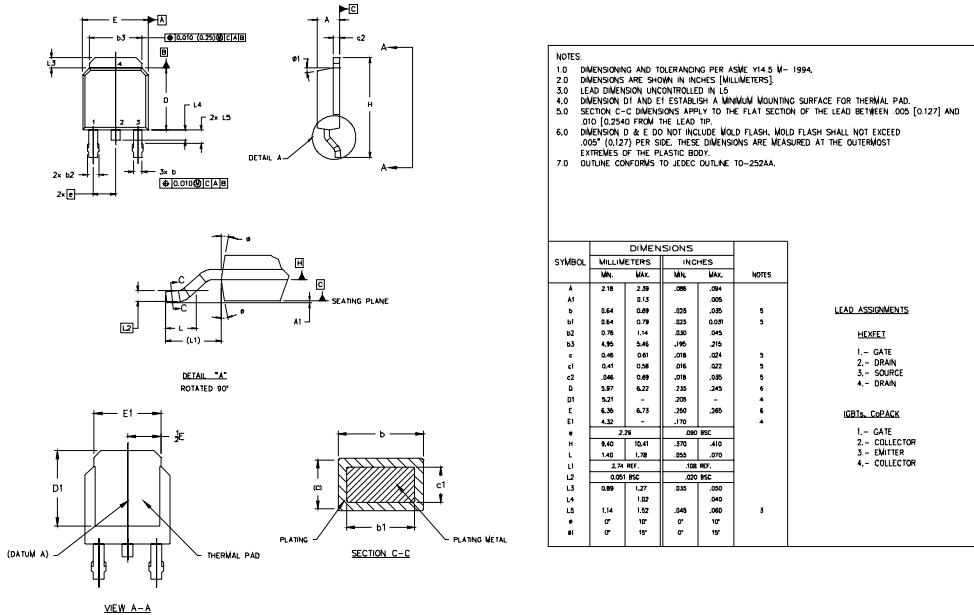 E
A
b3
⌖ 0.010 (0.25) Ⓜ C A B
4
B
L3
D
L4
2x L5
1 2 3
2x b2
3x b
⌖ 0.010 Ⓜ C A B
2x e
C
A
c2
A
ø1
H
DETAIL A
A
ø
C
C
H
C
SEATING PLANE
L2
L
A1
ø
(L1)
DETAIL "A"
ROTATED 90°
E1
½E
D1
(DATUM A)
THERMAL PAD
VIEW A-A
b
(c)
c1
b1
PLATING
PLATING METAL
SECTION C-C
NOTES:
1.0 DIMENSIONING AND TOLERANCING PER ASME Y14.5 M- 1994.
2.0 DIMENSIONS ARE SHOWN IN INCHES [MILLIMETERS].
3.0 LEAD DIMENSION UNCONTROLLED IN L5
4.0 DIMENSION D1 AND E1 ESTABLISH A MINIMUM MOUNTING SURFACE FOR THERMAL PAD.
5.0 SECTION C-C DIMENSIONS APPLY TO THE FLAT SECTION OF THE LEAD BETWEEN .005 [0.127] AND
.010 [0.2540] FROM THE LEAD TIP.
6.0 DIMENSION D & E DO NOT INCLUDE MOLD FLASH. MOLD FLASH SHALL NOT EXCEED
.005" (0.127) PER SIDE. THESE DIMENSIONS ARE MEASURED AT THE OUTERMOST
EXTREMES OF THE PLASTIC BODY.
7.0 OUTLINE CONFORMS TO JEDEC OUTLINE TO-252AA.
DIMENSIONS
SYMBOL MILLIMETERS INCHES
MIN. MAX. MIN. MAX. NOTES
A 2.18 2.39 .086 .094
A1 0.13 .005
b 0.64 0.89 .025 .035 5
b1 0.64 0.79 .025 0.031 5
b2 0.76 1.14 .030 .045
b3 4.95 5.46 .195 .215
c 0.46 0.61 .018 .024 5
c1 0.41 0.56 .016 .022 5
c2 .046 0.89 .018 .035 5
D 5.97 6.22 .235 .245 6
D1 5.21 - .205 - 4
E 6.35 6.73 .250 .265 6
E1 4.32 - .170 4
e 2.29 .090 BSC
H 9.40 10.41 .370 .410
L 1.40 1.78 .055 .070
L1 2.74 REF. .108 REF.
L2 0.051 BSC .020 BSC
L3 0.89 1.27 .035 .050
L4 1.02 .040
L5 1.14 1.52 .045 .060 3
ø 0° 10° 0° 10°
ø1 0° 15° 0° 15°
LEAD ASSIGNMENTS
HEXFET
1.- GATE
2.- DRAIN
3.- SOURCE
4.- DRAIN
IGBTs, CoPACK
1.- GATE
2.- COLLECTOR
3.- EMITTER
4.- COLLECTOR